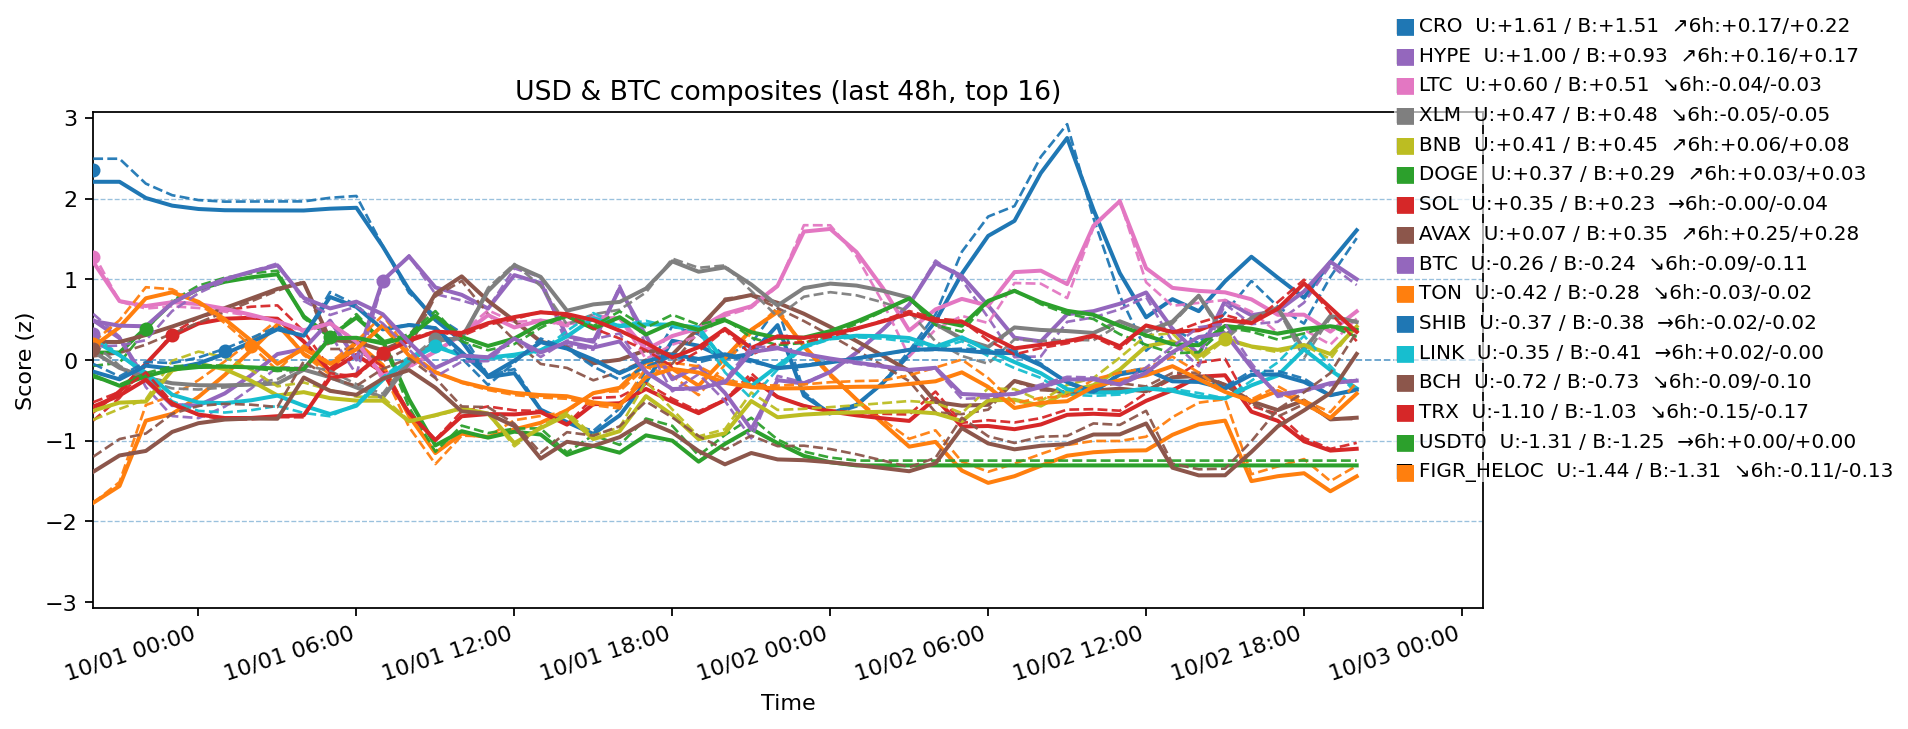 CRO  U:+1.61 / B:+1.51  ↗6h:+0.17/+0.22
HYPE  U:+1.00 / B:+0.93  ↗6h:+0.16/+0.17
LTC  U:+0.60 / B:+0.51  ↘6h:-0.04/-0.03
XLM  U:+0.47 / B:+0.48  ↘6h:-0.05/-0.05
BNB  U:+0.41 / B:+0.45  ↗6h:+0.06/+0.08
DOGE  U:+0.37 / B:+0.29  ↗6h:+0.03/+0.03
SOL  U:+0.35 / B:+0.23  →6h:-0.00/-0.04
AVAX  U:+0.07 / B:+0.35  ↗6h:+0.25/+0.28
BTC  U:-0.26 / B:-0.24  ↘6h:-0.09/-0.11
TON  U:-0.42 / B:-0.28  ↘6h:-0.03/-0.02
SHIB  U:-0.37 / B:-0.38  →6h:-0.02/-0.02
LINK  U:-0.35 / B:-0.41  →6h:+0.02/-0.00
BCH  U:-0.72 / B:-0.73  ↘6h:-0.09/-0.10
TRX  U:-1.10 / B:-1.03  ↘6h:-0.15/-0.17
USDT0  U:-1.31 / B:-1.25  →6h:+0.00/+0.00
FIGR_HELOC  U:-1.44 / B:-1.31  ↘6h:-0.11/-0.13
USD & BTC composites (last 48h, top 16)
Score (z)
3
2
1
0
−1
−2
−3
10/01 00:00
10/01 06:00
10/01 12:00
10/01 18:00
10/02 00:00
10/02 06:00
10/02 12:00
10/02 18:00
10/03 00:00
Time